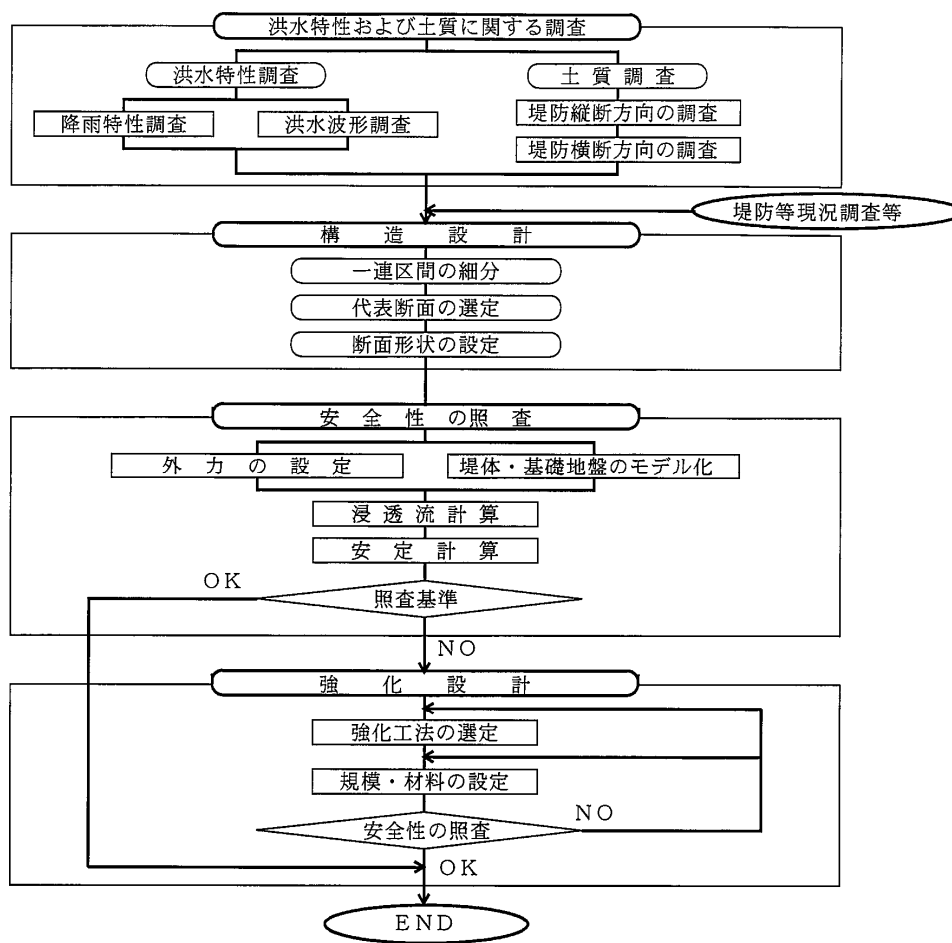 洪水特性および土質に関する調査
洪水特性調査
土質調査
降雨特性調査
洪水波形調査
堤防縦断方向の調査
堤防横断方向の調査
堤防等現況調査等
構造設計
一連区間の細分
代表断面の選定
断面形状の設定
安全性の照査
外力の設定
堤体・基礎地盤のモデル化
浸透流計算
安定計算
OK
照査基準
NO
強化設計
強化工法の選定
規模・材料の設定
NO
安全性の照査
OK
END